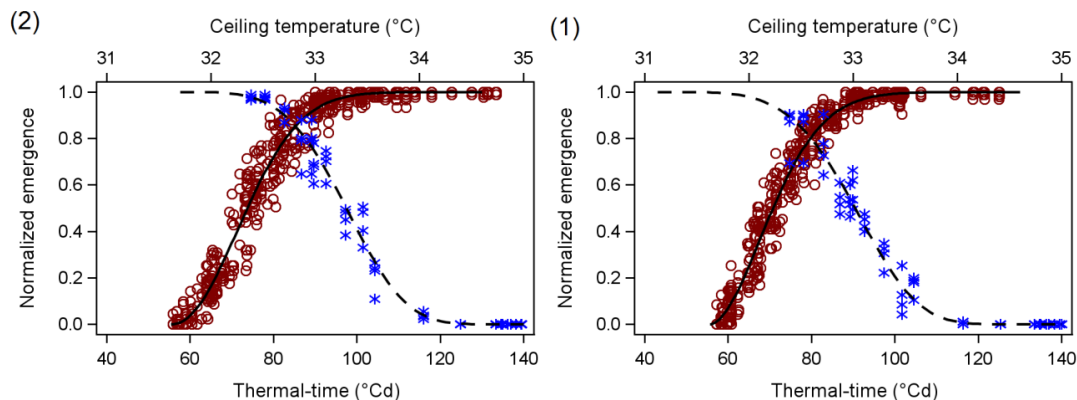 (2)
Ceiling temperature (°C)
31 32 33 34 35
Normalized emergence
1.0
0.8
0.6
0.4
0.2
0.0
40 60 80 100 120 140
Thermal-time (°Cd)
(1)
Ceiling temperature (°C)
31 32 33 34 35
Normalized emergence
1.0
0.8
0.6
0.4
0.2
0.0
40 60 80 100 120 140
Thermal-time (°Cd)